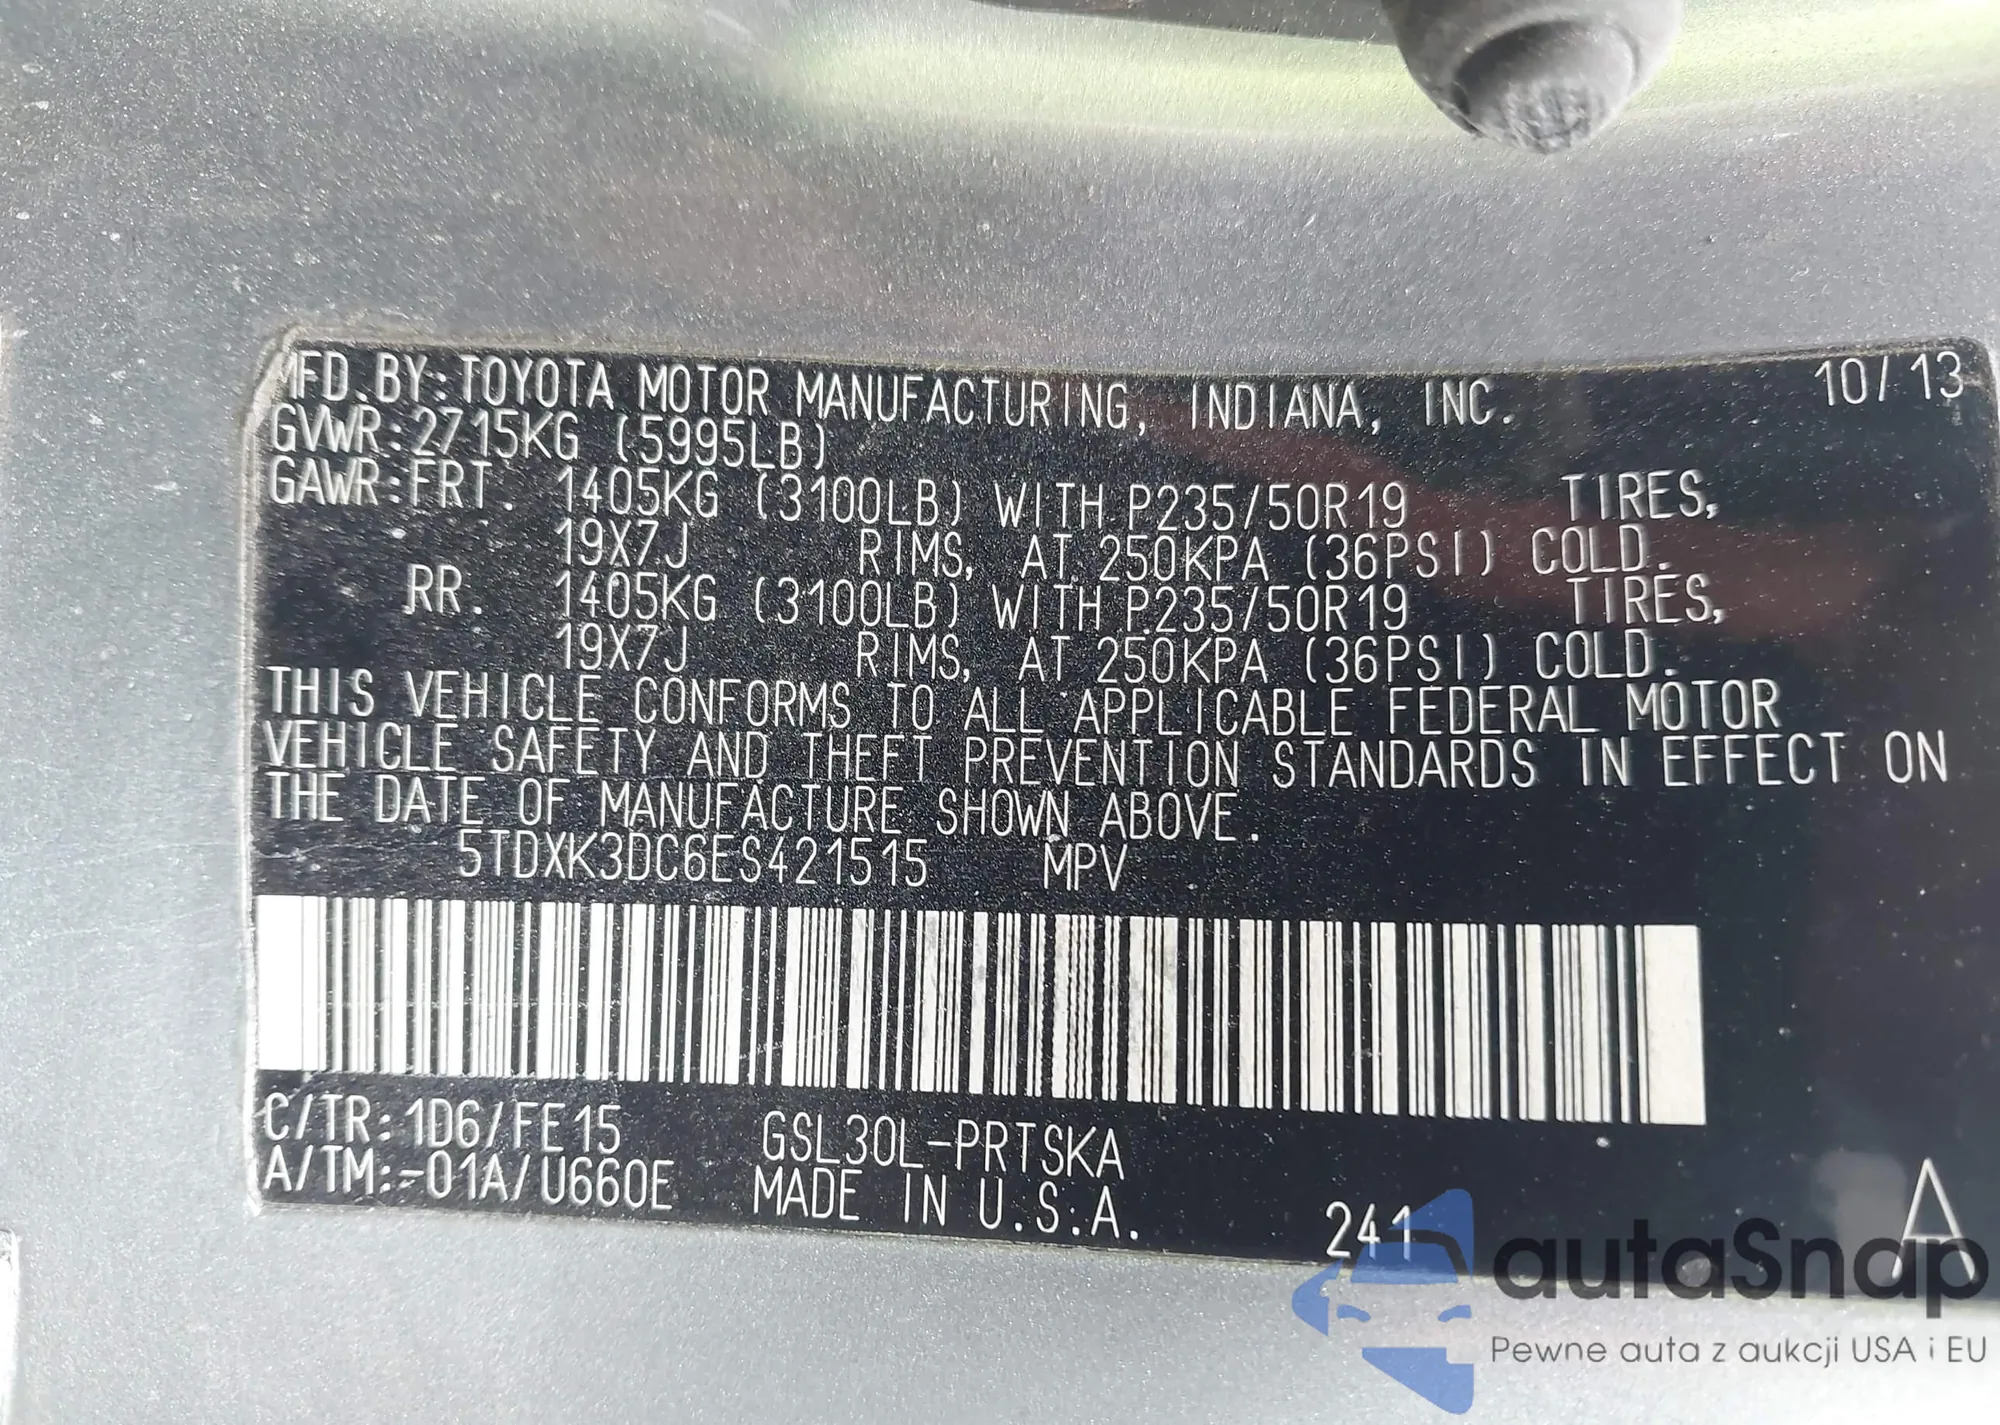 MFD.BY:TOYOTA MOTOR MANUFACTURING, INDIANA, INC. 10/13
GVWR:2715KG (5995LB)
GAWR:FRT. 1405KG (3100LB) WITH P235/50R19 TIRES,
19X7J RIMS, AT 250KPA (36PSI) COLD.
RR. 1405KG (3100LB) WITH P235/50R19 TIRES,
19X7J RIMS, AT 250KPA (36PSI) COLD.
THIS VEHICLE CONFORMS TO ALL APPLICABLE FEDERAL MOTOR
VEHICLE SAFETY AND THEFT PREVENTION STANDARDS IN EFFECT ON
THE DATE OF MANUFACTURE SHOWN ABOVE.
5TDXK3DC6ES421515 MPV
C/TR:1D6/FE15 GSL30L-PRTSKA
A/TM:-01A/U660E MADE IN U.S.A.
241 A
autaSnap
Pewne auta z aukcji USA i EU